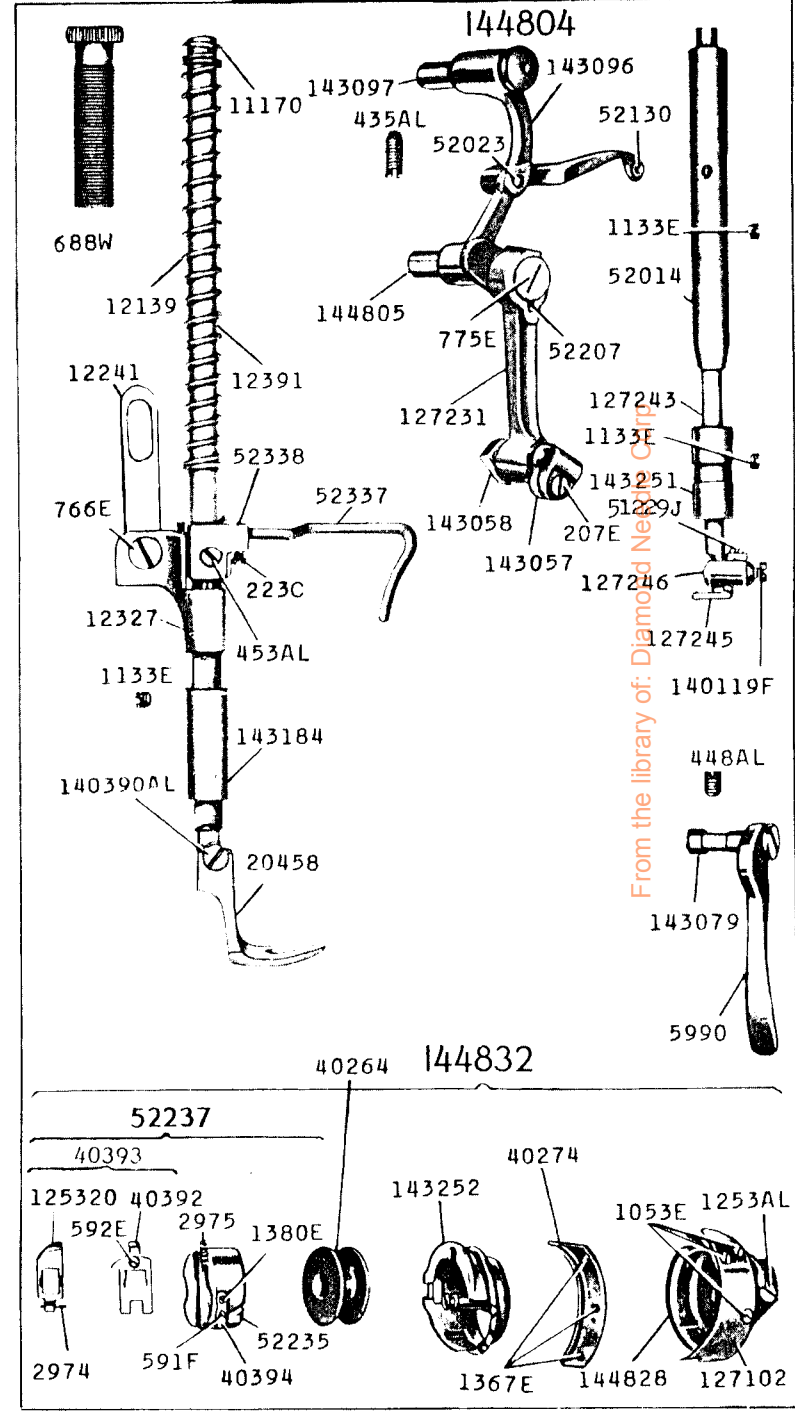 144804
143097
143096
11170
435AL
52130
52023
688W
1133E
12139
144805
52014
775E
52207
12241
12391
127231
127243
1133E
52338
52337
143251
766E
143058
51229J
207E
143057
223C
127246
12327
453AL
127245
1133E
140119F
143184
448AL
140390AL
20458
143079
5990
40264
144832
52237
40393
40274
125320
40392
143252
1253AL
592E
2975
1380E
1053E
52235
2974
591F
40394
1367E
144828
127102
From the library of: Diamond Needle Corp